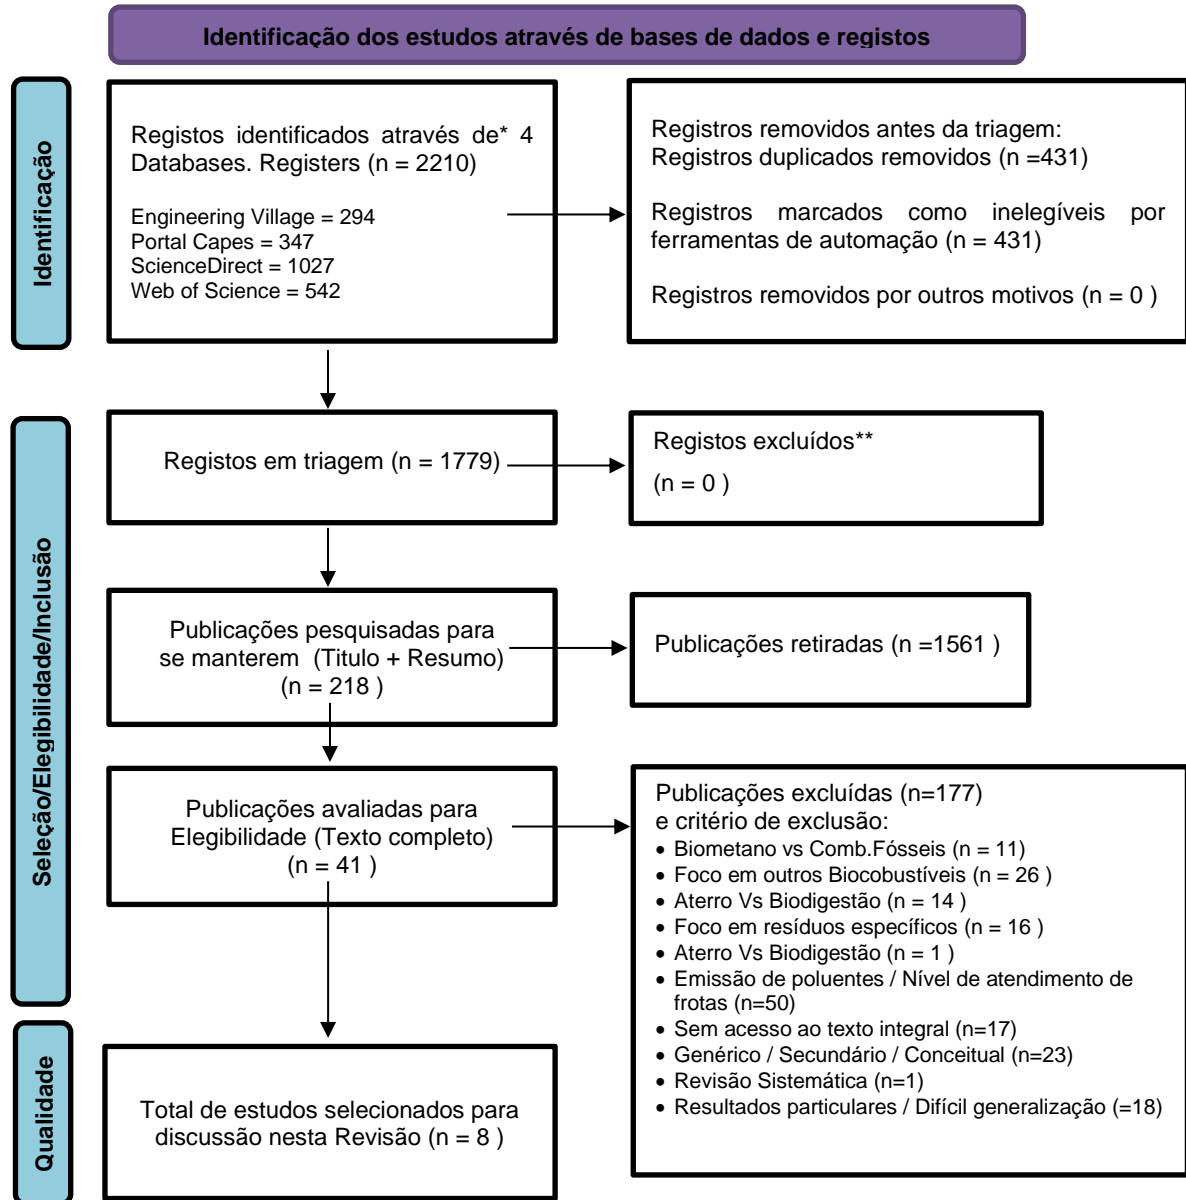 Identificação dos estudos através de bases de dados e registos
Identificação
Registos identificados através de* 4
Databases. Registers (n = 2210)
Engineering Village = 294
Portal Capes = 347
ScienceDirect = 1027
Web of Science = 542
Registros removidos antes da triagem:
Registros duplicados removidos (n =431)
Registros marcados como inelegíveis por
ferramentas de automação (n = 431)
Registros removidos por outros motivos (n = 0 )
Seleção/Elegibilidade/Inclusão
Registos em triagem (n = 1779)
Registos excluídos**
(n = 0 )
Publicações pesquisadas para
se manterem (Titulo + Resumo)
(n = 218 )
Publicações retiradas (n =1561 )
Publicações avaliadas para
Elegibilidade (Texto completo)
(n = 41 )
Publicações excluídas (n=177)
e critério de exclusão:
• Biometano vs Comb.Fósseis (n = 11)
• Foco em outros Biocobustíveis (n = 26 )
• Aterro Vs Biodigestão (n = 14 )
• Foco em resíduos específicos (n = 16 )
• Aterro Vs Biodigestão (n = 1 )
• Emissão de poluentes / Nível de atendimento de
frotas (n=50)
• Sem acesso ao texto integral (n=17)
• Genérico / Secundário / Conceitual (n=23)
• Revisão Sistemática (n=1)
• Resultados particulares / Difícil generalização (=18)
Qualidade
Total de estudos selecionados para
discussão nesta Revisão (n = 8 )